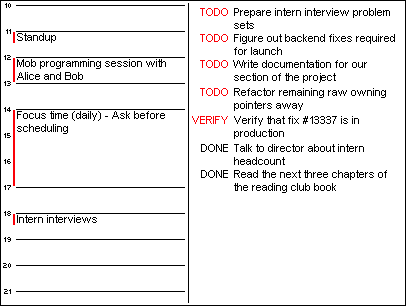 10
11
Standup
12
Mob programming session with
Alice and Bob
13
14
Focus time (daily) - Ask before
scheduling
15
16
17
18
Intern interviews
19
20
21
TODO Prepare intern interview problem
sets
TODO Figure out backend fixes required
for launch
TODO Write documentation for our
section of the project
TODO Refactor remaining raw owning
pointers away
VERIFY Verify that fix #13337 is in
production
DONE Talk to director about intern
headcount
DONE Read the next three chapters of
the reading club book